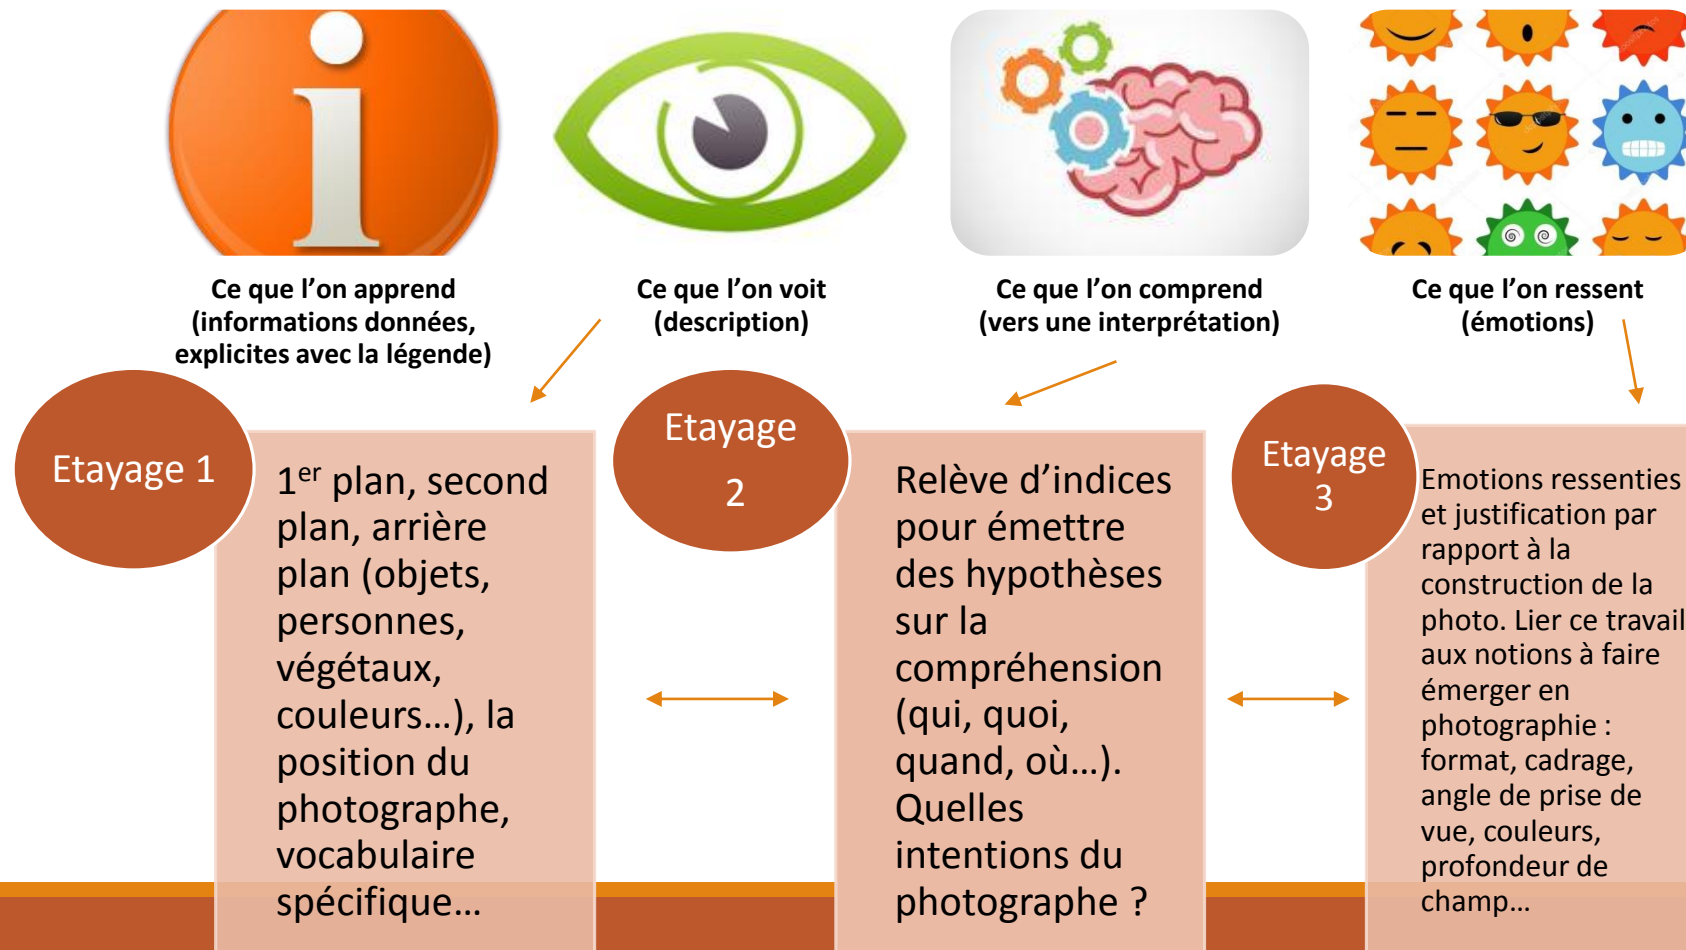 Ce que l’on apprend
(informations données,
explicites avec la légende)
Ce que l’on voit
(description)
Ce que l’on comprend
(vers une interprétation)
Ce que l’on ressent
(émotions)
Etayage 1
1er plan, second
plan, arrière
plan (objets,
personnes,
végétaux,
couleurs…), la
position du
photographe,
vocabulaire
spécifique…
Etayage
2
Relève d’indices
pour émettre
des hypothèses
sur la
compréhension
(qui, quoi,
quand, où…).
Quelles
intentions du
photographe ?
Etayage
3
Emotions ressenties
et justification par
rapport à la
construction de la
photo. Lier ce travail
aux notions à faire
émerger en
photographie :
format, cadrage,
angle de prise de
vue, couleurs,
profondeur de
champ…